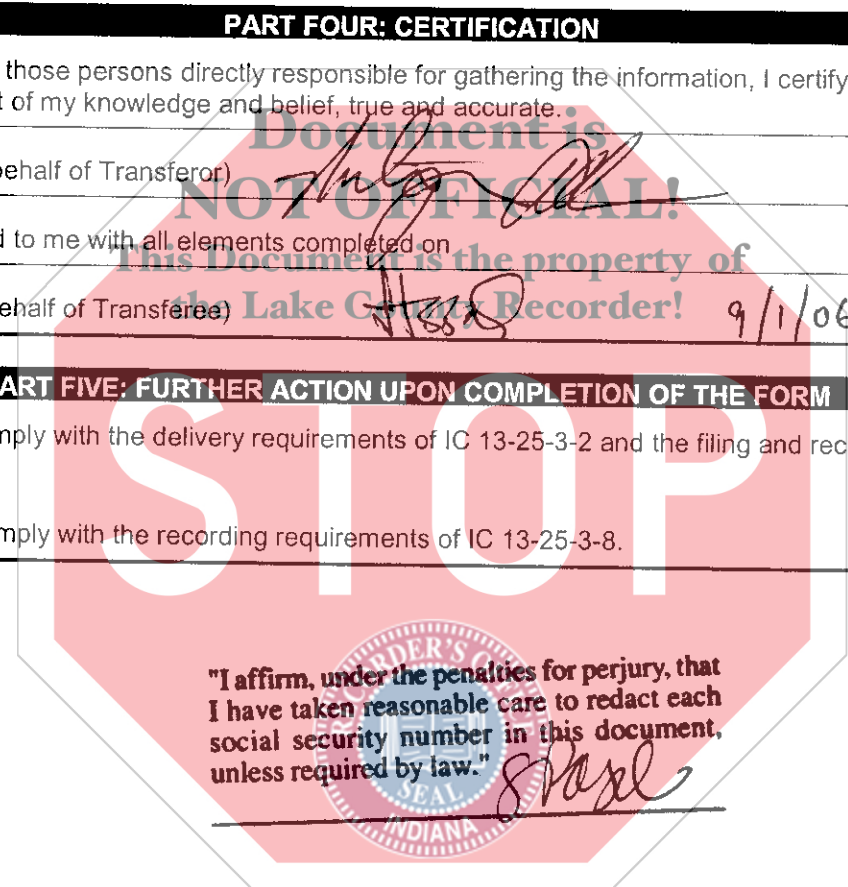 PART FOUR: CERTIFICATION
those persons directly responsible for gathering the information, I certify
t of my knowledge and belief, true and accurate.
Document is
ehalf of Transferor)
NOT OFFICIAL!
d to me with all elements completed on
This Document is the property of
ehalf of Transferee)
the Lake County Recorder!
9/1/06
ART FIVE: FURTHER ACTION UPON COMPLETION OF THE FORM
STOP
mply with the delivery requirements of IC 13-25-3-2 and the filing and rec
mply with the recording requirements of IC 13-25-3-8.
RECORDER'S OFFICE
"I affirm, under the penalties for perjury, that
I have taken reasonable care to redact each
social security number in this document,
unless required by law."
SEAL
INDIANA